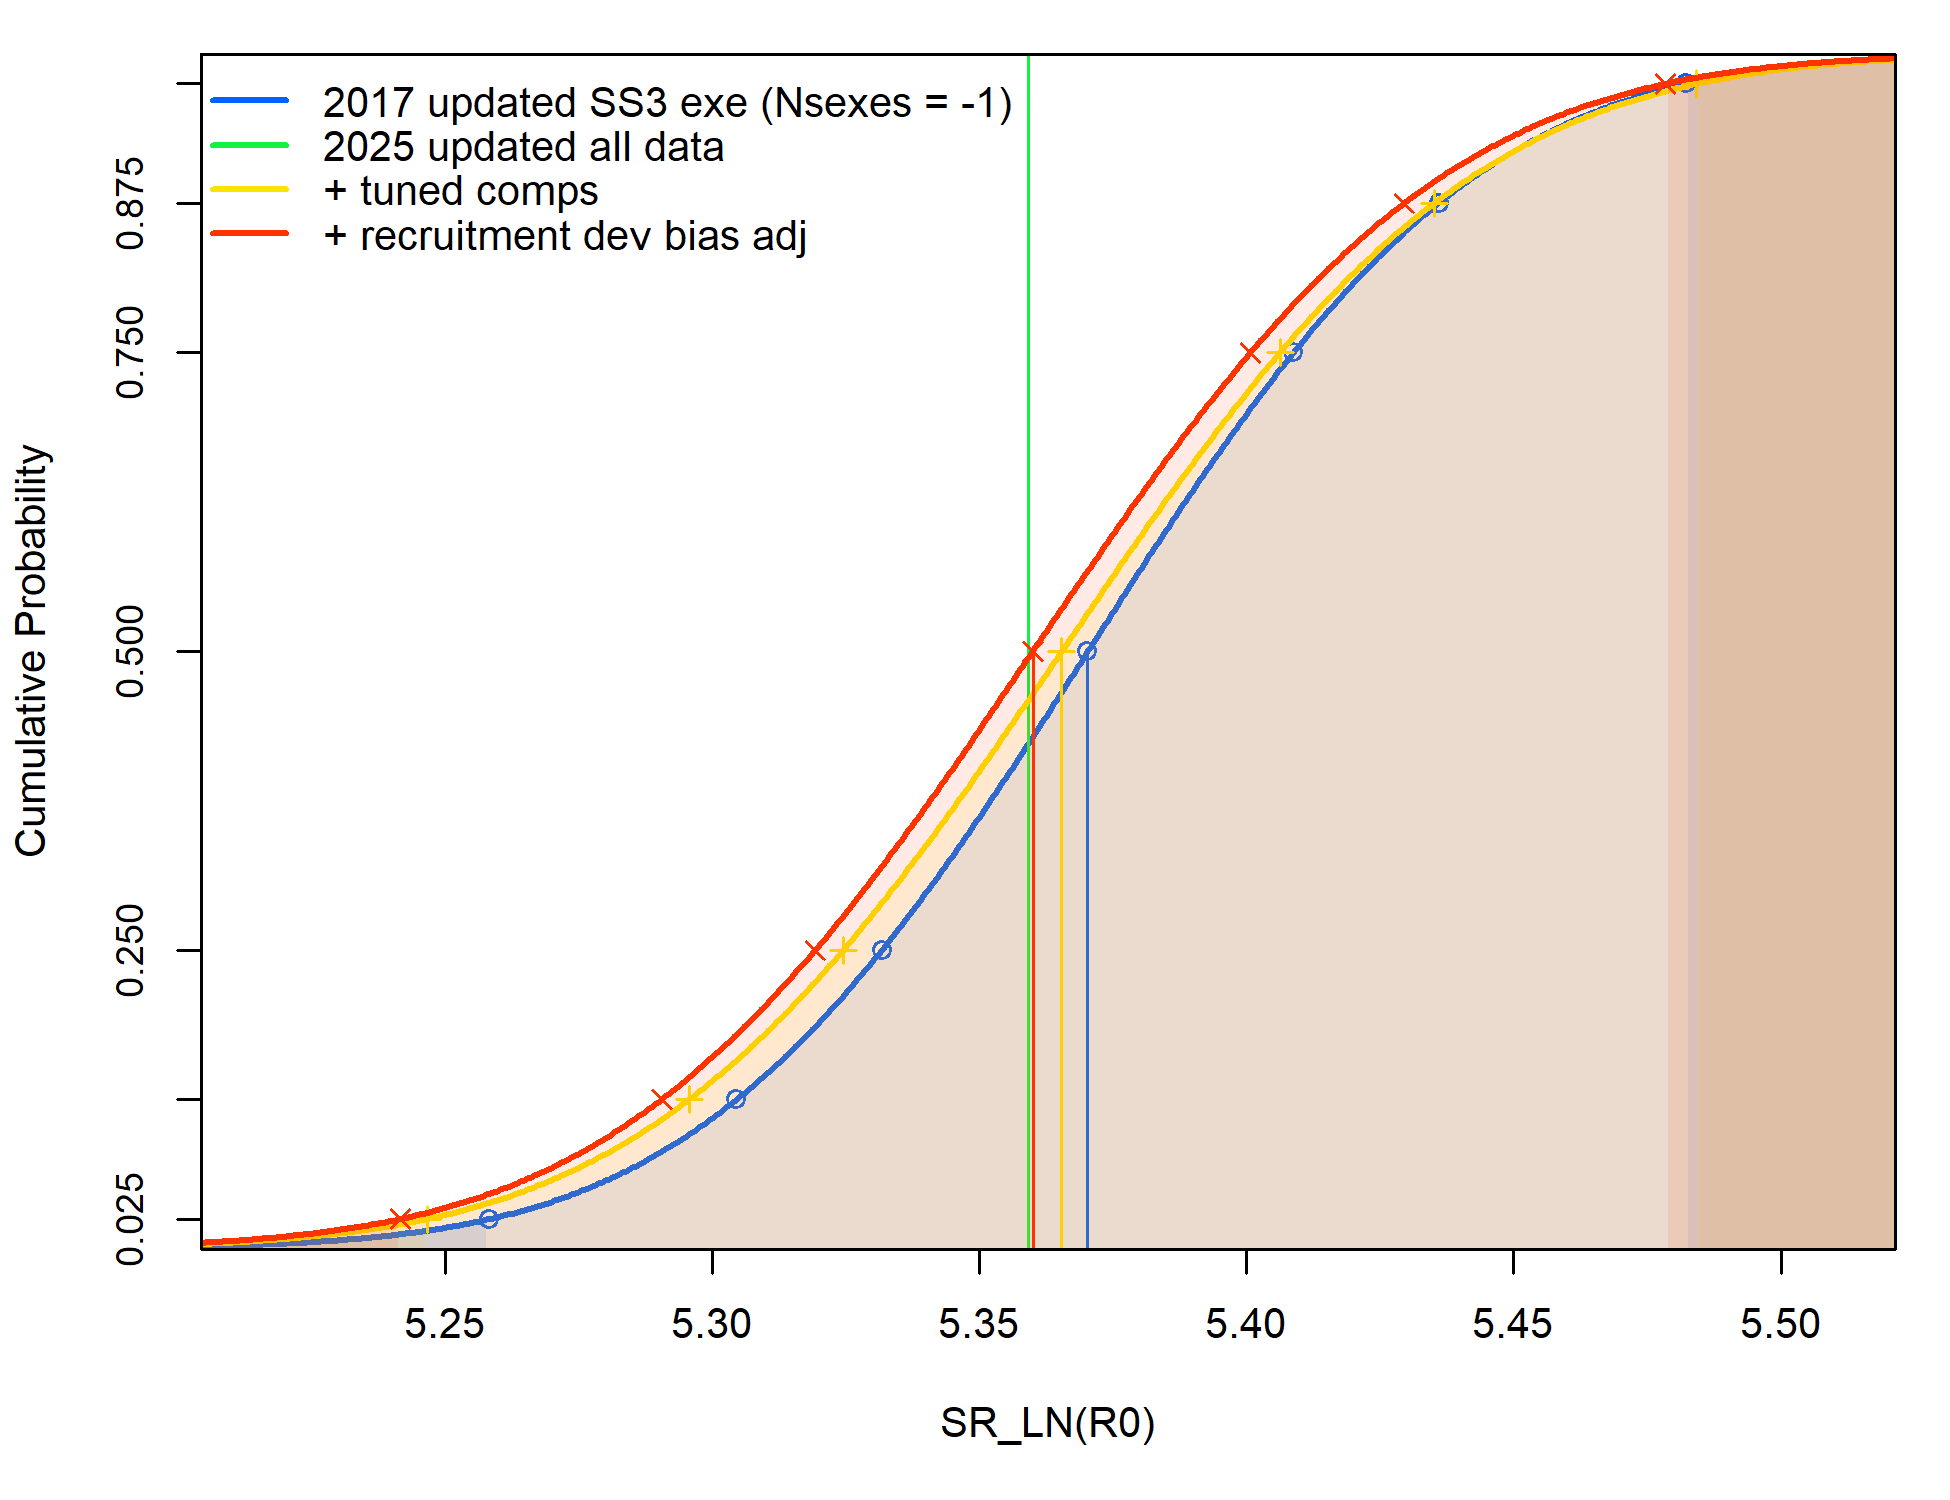 2017 updated SS3 exe (Nsexes = -1)
2025 updated all data
+ tuned comps
+ recruitment dev bias adj
Cumulative Probability
0.875
0.750
0.500
0.250
0.025
5.25 5.30 5.35 5.40 5.45 5.50
SR_LN(R0)